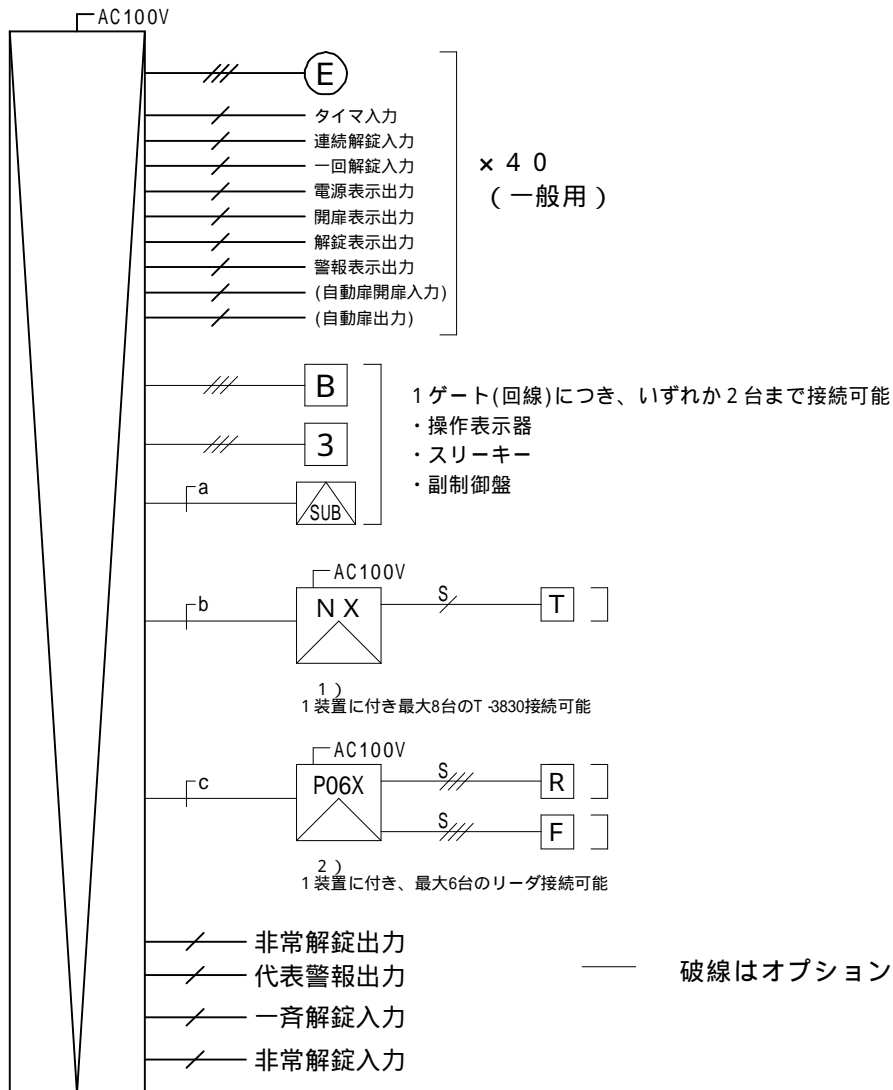 AC100V
E
タイマ入力
連続解錠入力
一回解錠入力
電源表示出力
開扉表示出力
解錠表示出力
警報表示出力
(自動扉開扉入力)
(自動扉出力)
×40
(一般用)
B
3
a
SUB
1ゲート(回線)につき、いずれか2台まで接続可能
・操作表示器
・スリーキー
・副制御盤
b
AC100V
NX
S
T
1)
1装置に付き最大8台のT-3830接続可能
c
AC100V
P06X
S
R
S
F
2)
1装置に付き、最大6台のリーダ接続可能
非常解錠出力
代表警報出力
一斉解錠入力
非常解錠入力
破線はオプション